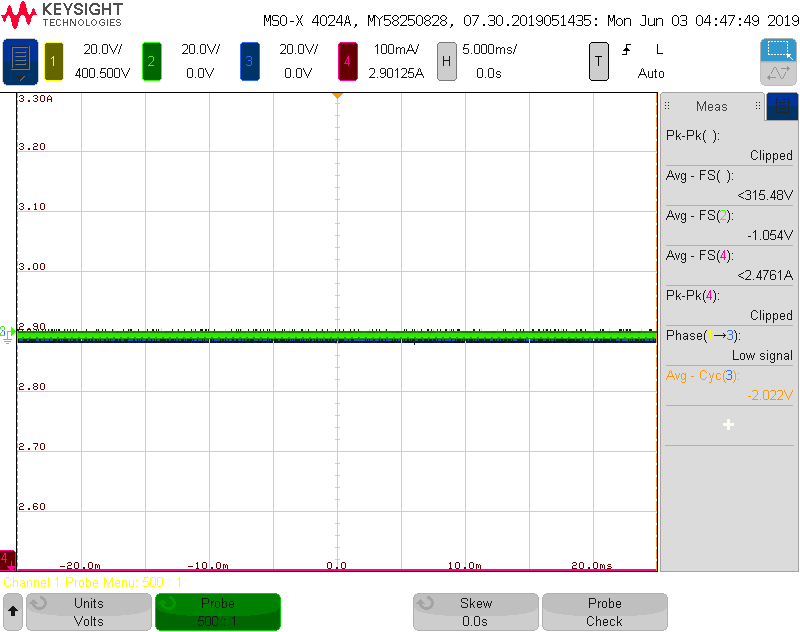 KEYSIGHT
TECHNOLOGIES
MSO-X 4024A, MY58250828, 07.30.2019051435: Mon Jun 03 04:47:49 2019
1 20.0V/ 2 20.0V/ 3 20.0V/ 4 100mA/ H 5.000ms/ T L
400.500V 0.0V 0.0V 2.90125A 0.0s Auto
3.30A
3.20
3.10
3.00
2.90
2.80
2.70
2.60
4
-20.0m -10.0m 0.0 10.0m 20.0ms
Meas
Pk-Pk( ):
Clipped
Avg - FS( ):
<315.48V
Avg - FS(2):
-1.054V
Avg - FS(4):
<2.4761A
Pk-Pk(4):
Clipped
Phase(1→3):
Low signal
Avg - Cyc(3):
-2.022V
Channel 1 Probe Menu: 500 : 1
Units
Volts
Probe
500 : 1
Skew
0.0s
Probe
Check